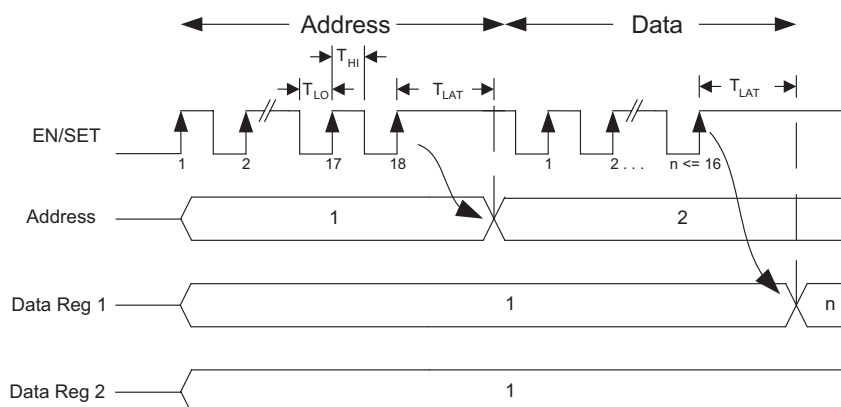 Address
Data
T_HI
T_LO
T_LAT
T_LAT
EN/SET
1
2
17
18
1
2 . . .
n <= 16
Address
1
2
Data Reg 1
1
n
Data Reg 2
1